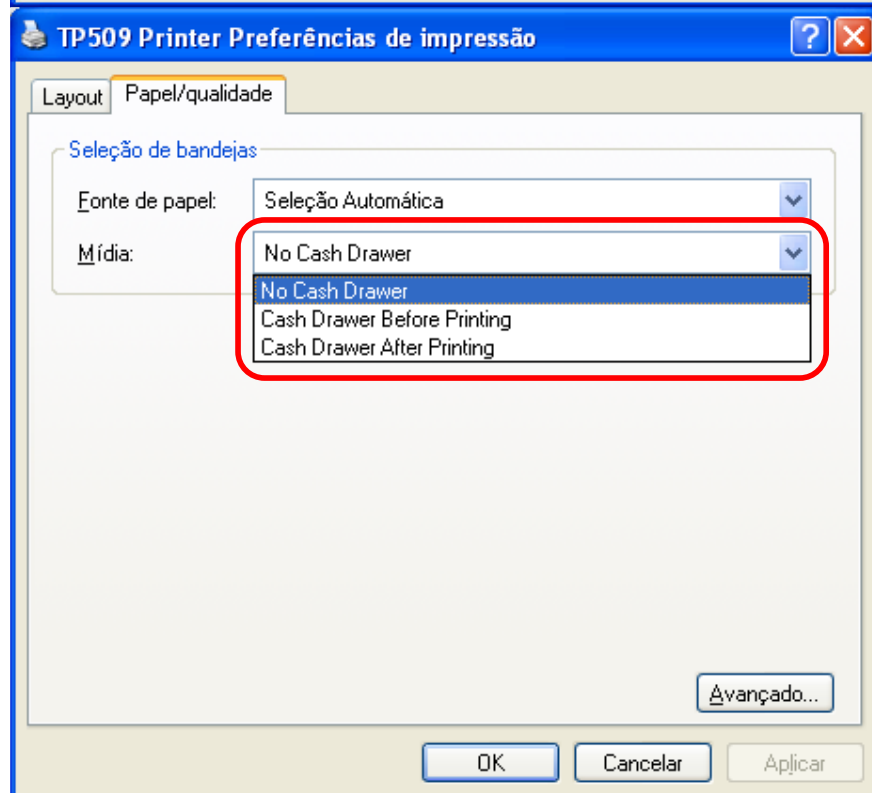 TP509 Printer Preferências de impressão
Layout
Papel/qualidade
Seleção de bandejas
Fonte de papel:
Seleção Automática
Mídia:
No Cash Drawer
No Cash Drawer
Cash Drawer Before Printing
Cash Drawer After Printing
Avançado...
OK
Cancelar
Aplicar